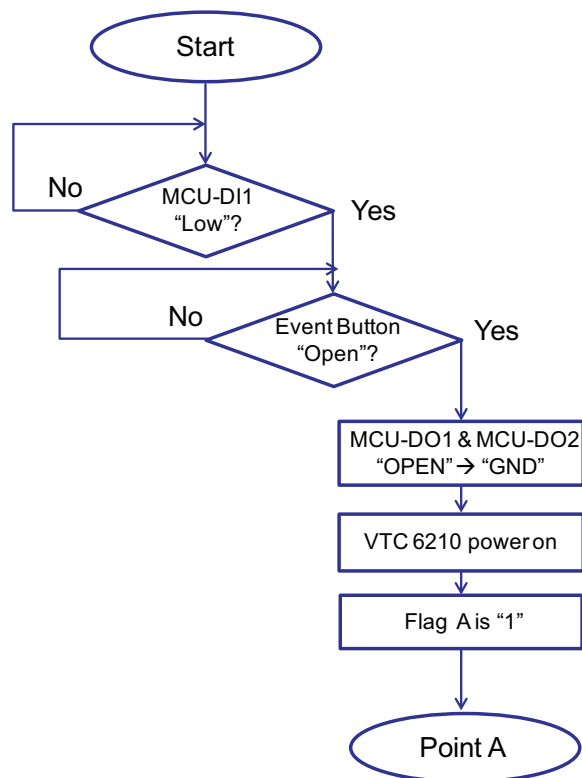 Start
No
MCU-DI1
“Low”?
Yes
No
Event Button
“Open”?
Yes
MCU-DO1 & MCU-DO2
“OPEN” → “GND”
VTC 6210 power on
Flag A is “1”
Point A